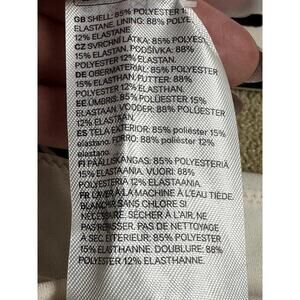 GB SHELL: 85% POLYESTER, 15%
ELASTANE. LINING: 88% POLYE
12% ELASTANE.
CZ SVRCHNÍ LÁTKA: 85% POLYESTER
15% ELASTAN. PODŠÍVKA: 88%
POLYESTER 12% ELASTAN.
DE OBERMATERIAL: 85% POLYESTER
15% ELASTHAN. FUTTER: 88%
POLYESTER 12% ELASTHAN.
EE ÜMBRIS: 85% POLÜESTER 15%
ELASTAAN. VOODER: 88% POLÜESTER
12% ELASTAAN.
ES TELA EXTERIOR: 85% poliéster 15%
elastano. FORRO: 88% poliéster 12%
elastano.
FI PÄÄLLISKANGAS: 85% POLYESTERIÄ
15% ELASTAANIA. VUORI: 88%
POLYESTERIÄ 12% ELASTAANIA.
FR LAVER À LA MACHINE À L'EAU TIÈDE.
BLANCHIR SANS CHLORE SI
NÉCESSAIRE. SÉCHER À L'AIR. NE
PAS REPASSER. PAS DE NETTOYAGE
À SEC EXTÉRIEUR: 85% POLYESTER
15% ÉLASTHANNE. DOUBLURE: 88%
POLYESTER 12% ÉLASTHANNE.